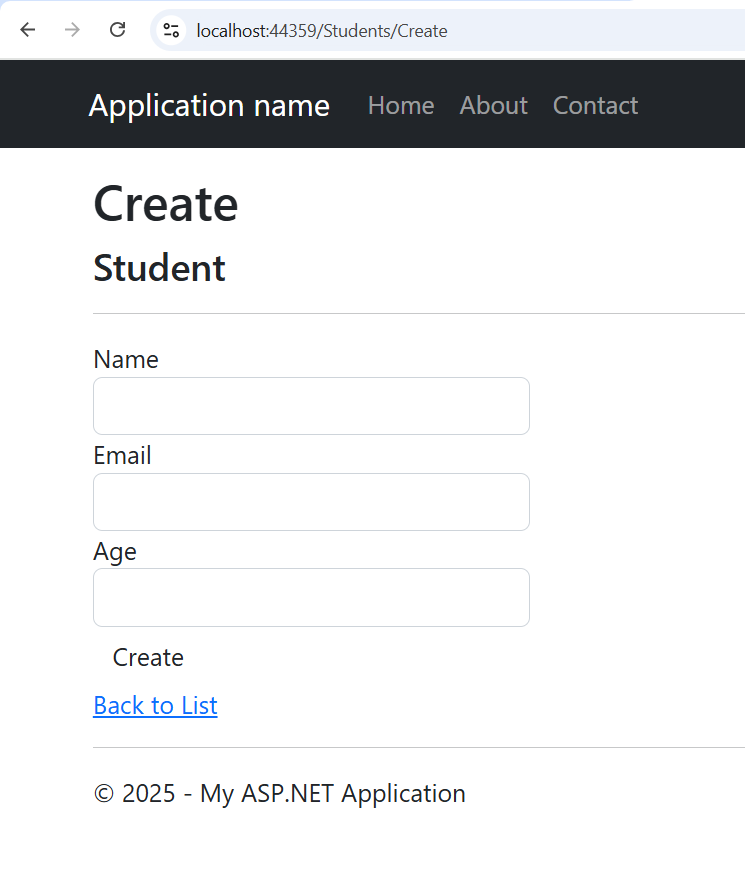 localhost:44359/Students/Create
Application name Home About Contact
Create
Student
Name
Email
Age
Create
Back to List
© 2025 - My ASP.NET Application